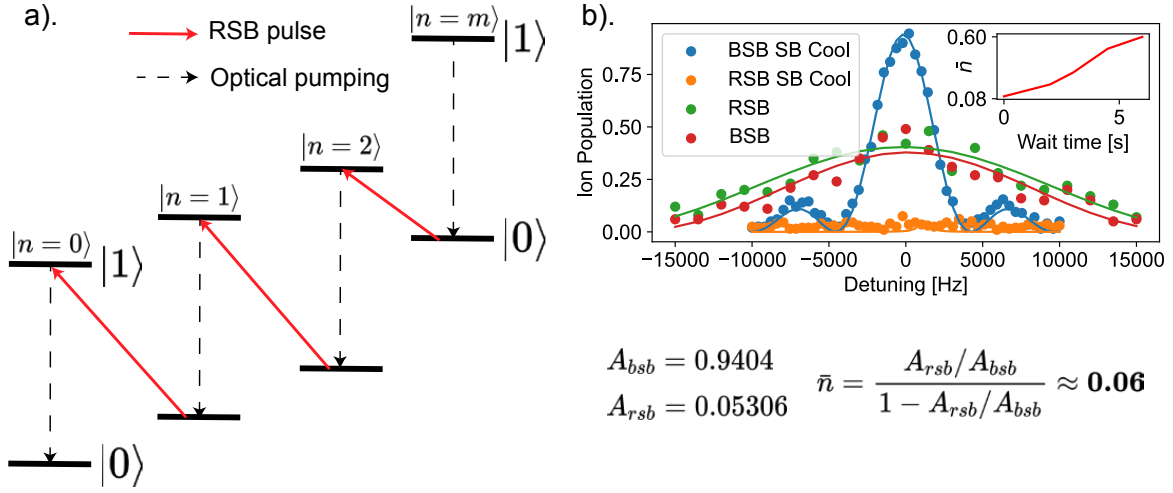 a).
RSB pulse
Optical pumping
|n = m⟩
|1⟩
|n = 2⟩
|0⟩
|n = 1⟩
|n = 0⟩
|1⟩
|0⟩
b).
BSB SB Cool
RSB SB Cool
RSB
BSB
0.75
0.50
0.25
0.00
Ion Population
−15000 −10000 −5000 0 5000 10000 15000
Detuning [Hz]
0.60
n̄
0.08
0 5
Wait time [s]
A_bsb = 0.9404
A_rsb = 0.05306
n̄ = (A_rsb/A_bsb) / (1 − A_rsb/A_bsb) ≈ 0.06